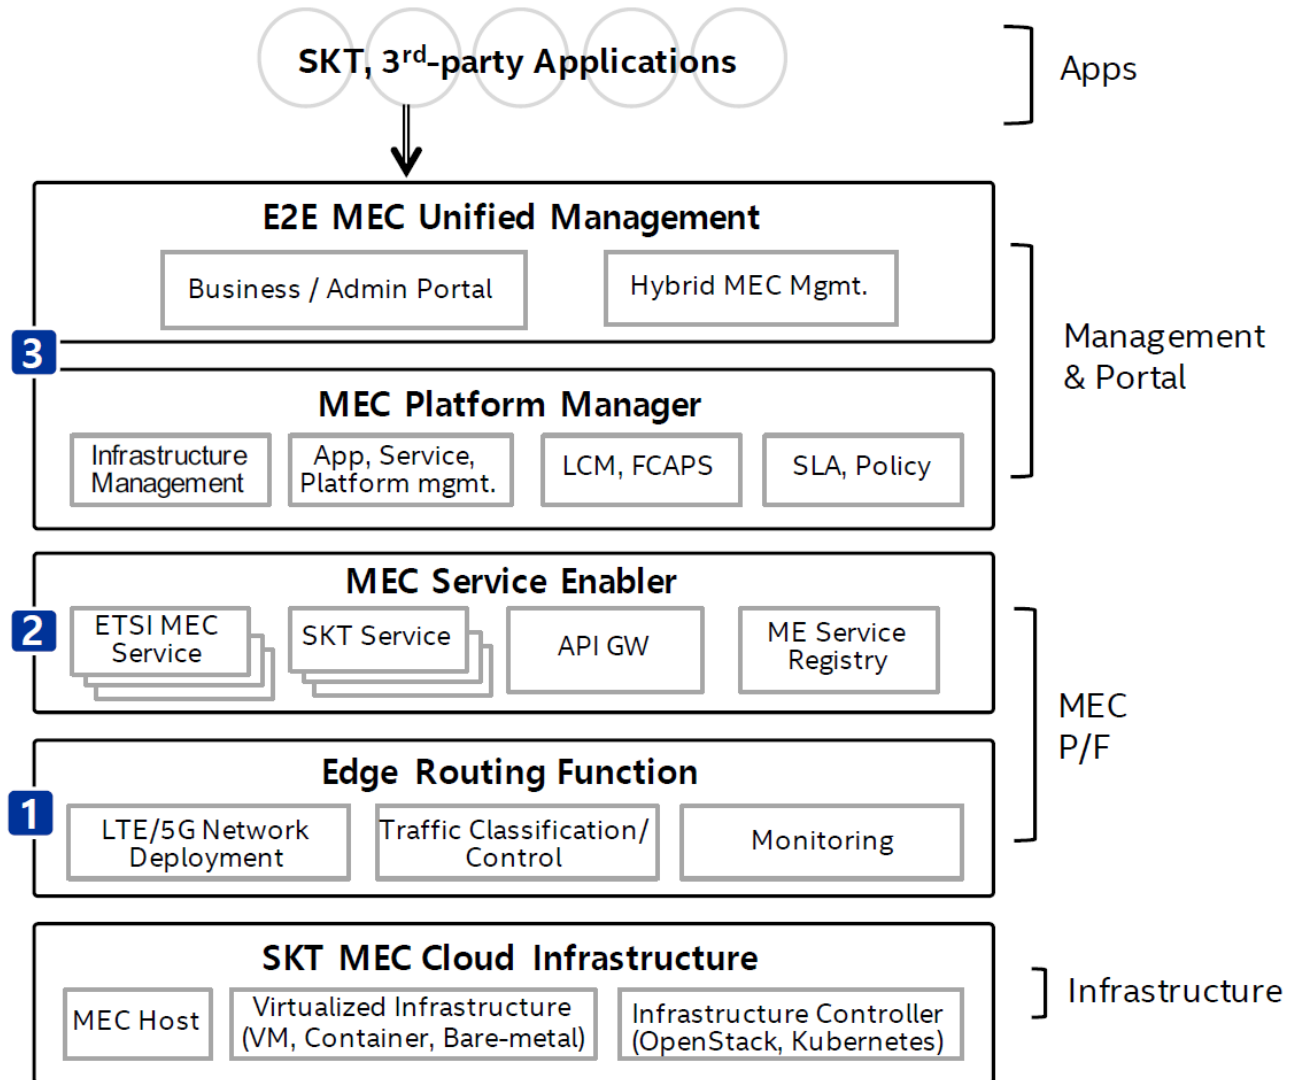 SKT, 3rd-party Applications
Apps
E2E MEC Unified Management
Business / Admin Portal
Hybrid MEC Mgmt.
3
Management
& Portal
MEC Platform Manager
Infrastructure
Management
App, Service,
Platform mgmt.
LCM, FCAPS
SLA, Policy
MEC Service Enabler
2
ETSI MEC
Service
SKT Service
API GW
ME Service
Registry
MEC
P/F
Edge Routing Function
1
LTE/5G Network
Deployment
Traffic Classification/
Control
Monitoring
SKT MEC Cloud Infrastructure
MEC Host
Virtualized Infrastructure
(VM, Container, Bare-metal)
Infrastructure Controller
(OpenStack, Kubernetes)
Infrastructure